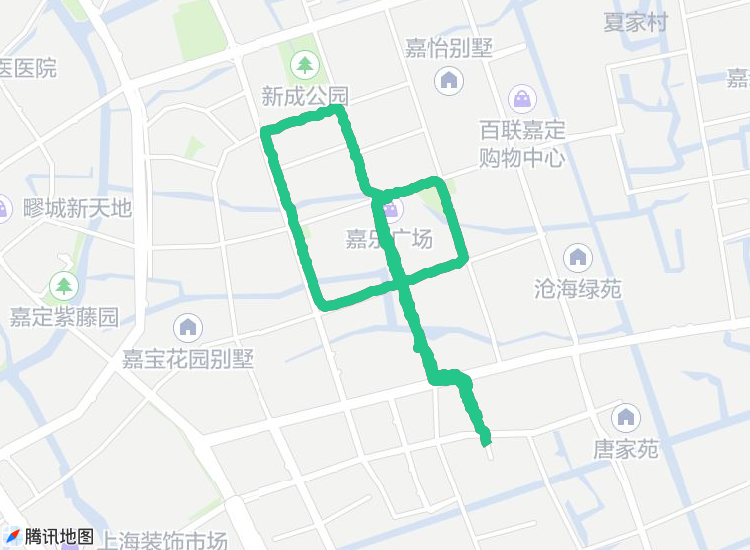 夏家村
嘉怡别墅
医医院
嘉
新成公园
百联嘉定
购物中心
疁城新天地
嘉乐广场
沧海绿苑
嘉定紫藤园
嘉宝花园别墅
唐家苑
腾讯地图
上海装饰市场